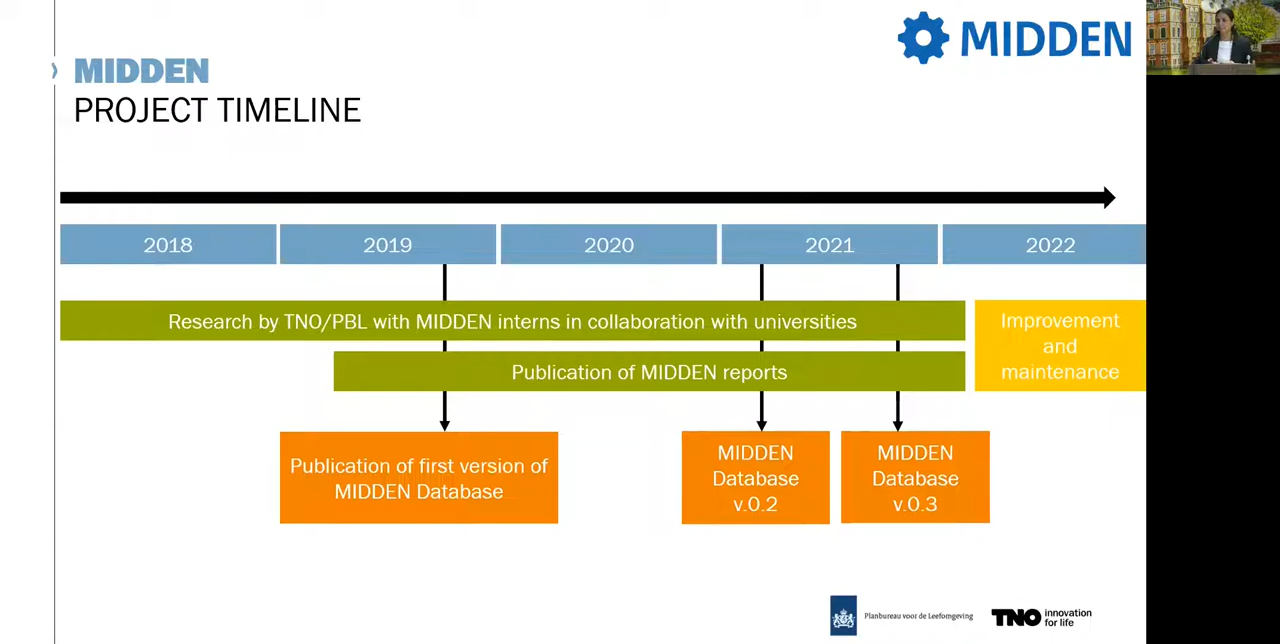 MIDDEN
MIDDEN
PROJECT TIMELINE
2018
2019
2020
2021
2022
Research by TNO/PBL with MIDDEN interns in collaboration with universities
Improvement
and
maintenance
Publication of MIDDEN reports
Publication of first version of
MIDDEN Database
MIDDEN
Database
v.0.2
MIDDEN
Database
v.0.3
Planbureau voor de Leefomgeving
TNO innovation
for life